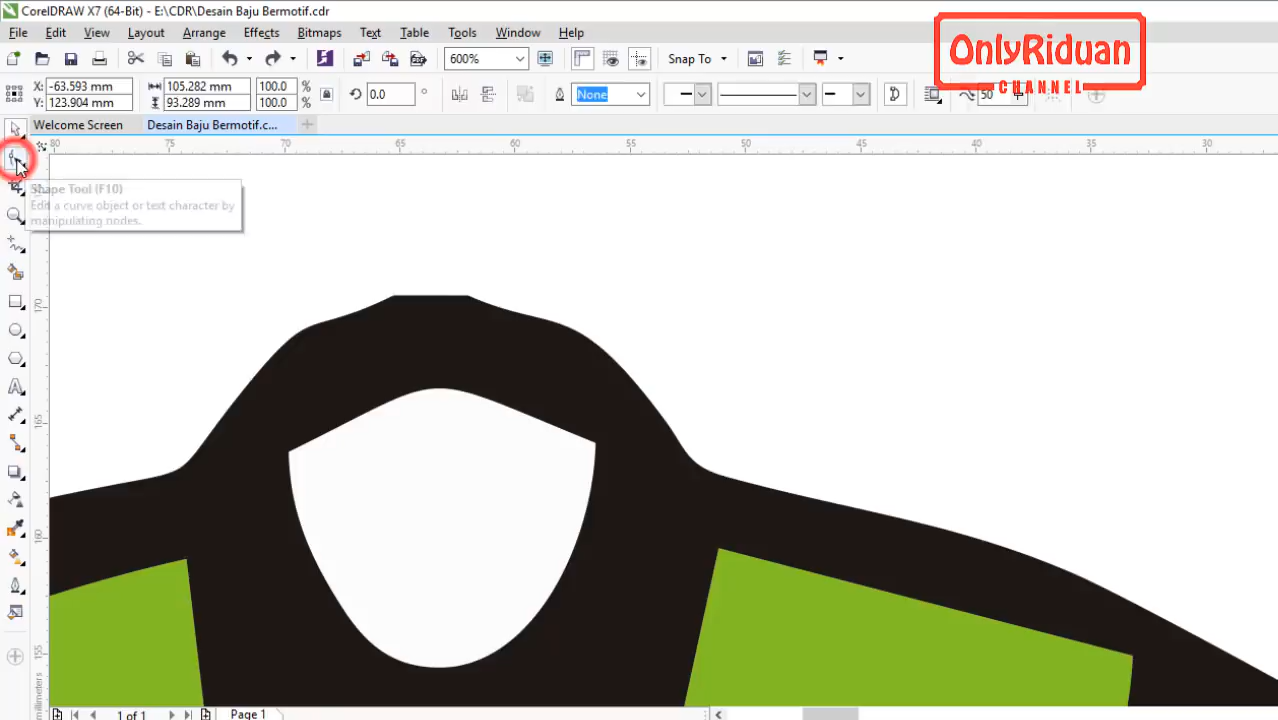 CorelDRAW X7 (64-Bit) - E:\CDR\Desain Baju Bermotif.cdr
File Edit View Layout Arrange Effects Bitmaps Text Table Tools Window Help
OnlyRiduan
CHANNEL
600% Snap To
X: -63.593 mm 105.282 mm 100.0 % 0.0 ° None 50
Y: 123.904 mm 93.289 mm 100.0 %
Welcome Screen Desain Baju Bermotif.c...
80 75 70 65 60 55 50 45 40 35 30
Shape Tool (F10)
Edit a curve object or text character by
manipulating nodes.
170
165
160
155
millimeters
1 of 1 Page 1